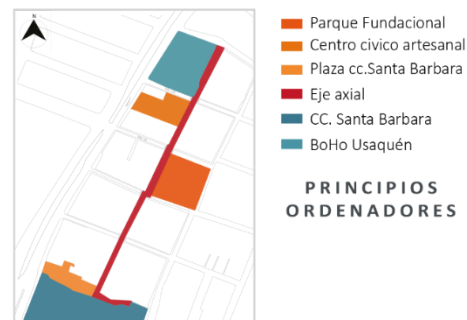 N
Parque Fundacional
Centro civico artesanal
Plaza cc.Santa Barbara
Eje axial
CC. Santa Barbara
BoHo Usaquén
PRINCIPIOS
ORDENADORES